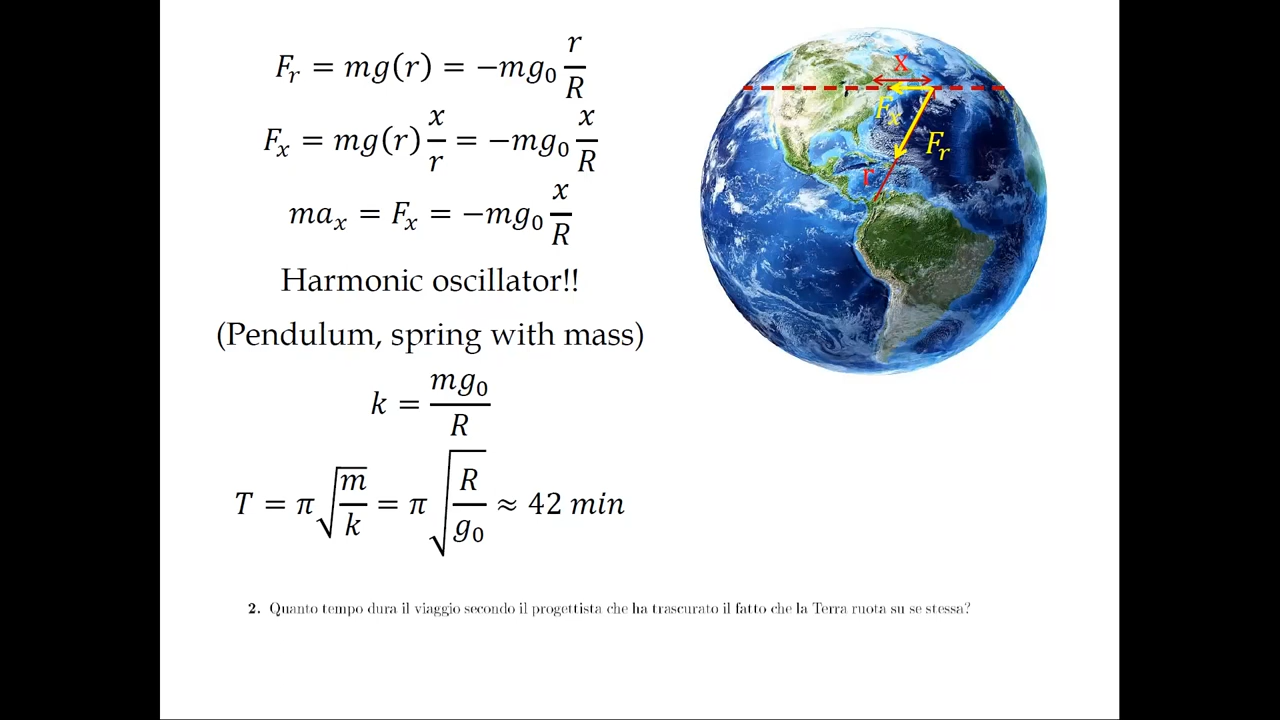 F_r = mg(r) = −mg_0 r/R
F_x = mg(r) x/r = −mg_0 x/R
ma_x = F_x = −mg_0 x/R
Harmonic oscillator!!
(Pendulum, spring with mass)
k = mg_0/R
T = π√(m/k) = π√(R/g_0) ≈ 42 min
x
F_x
F_r
r
2. Quanto tempo dura il viaggio secondo il progettista che ha trascurato il fatto che la Terra ruota su se stessa?